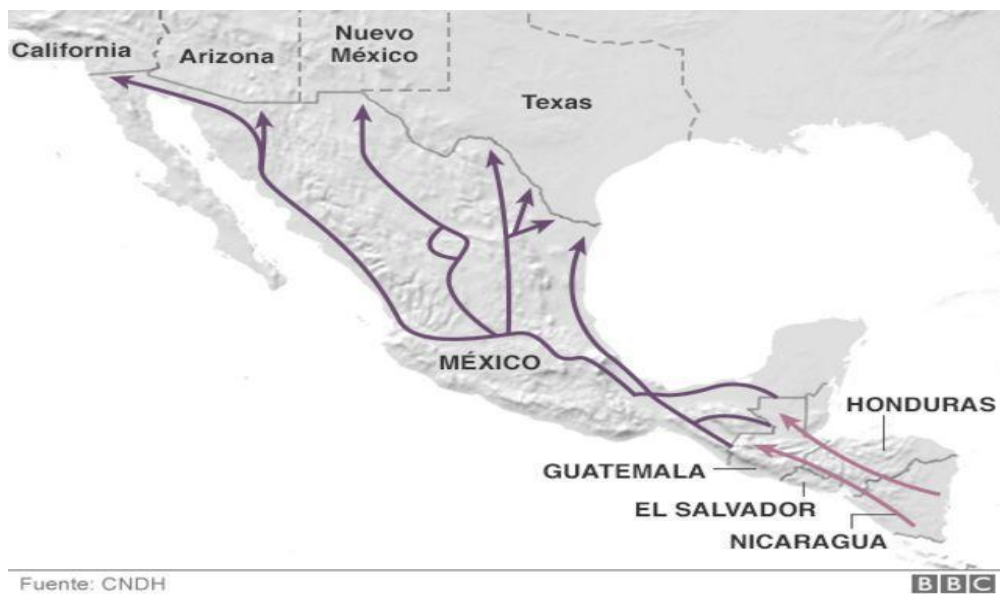 California
Arizona
Nuevo
México
Texas
MÉXICO
HONDURAS
GUATEMALA
EL SALVADOR
NICARAGUA
Fuente: CNDH
BBC